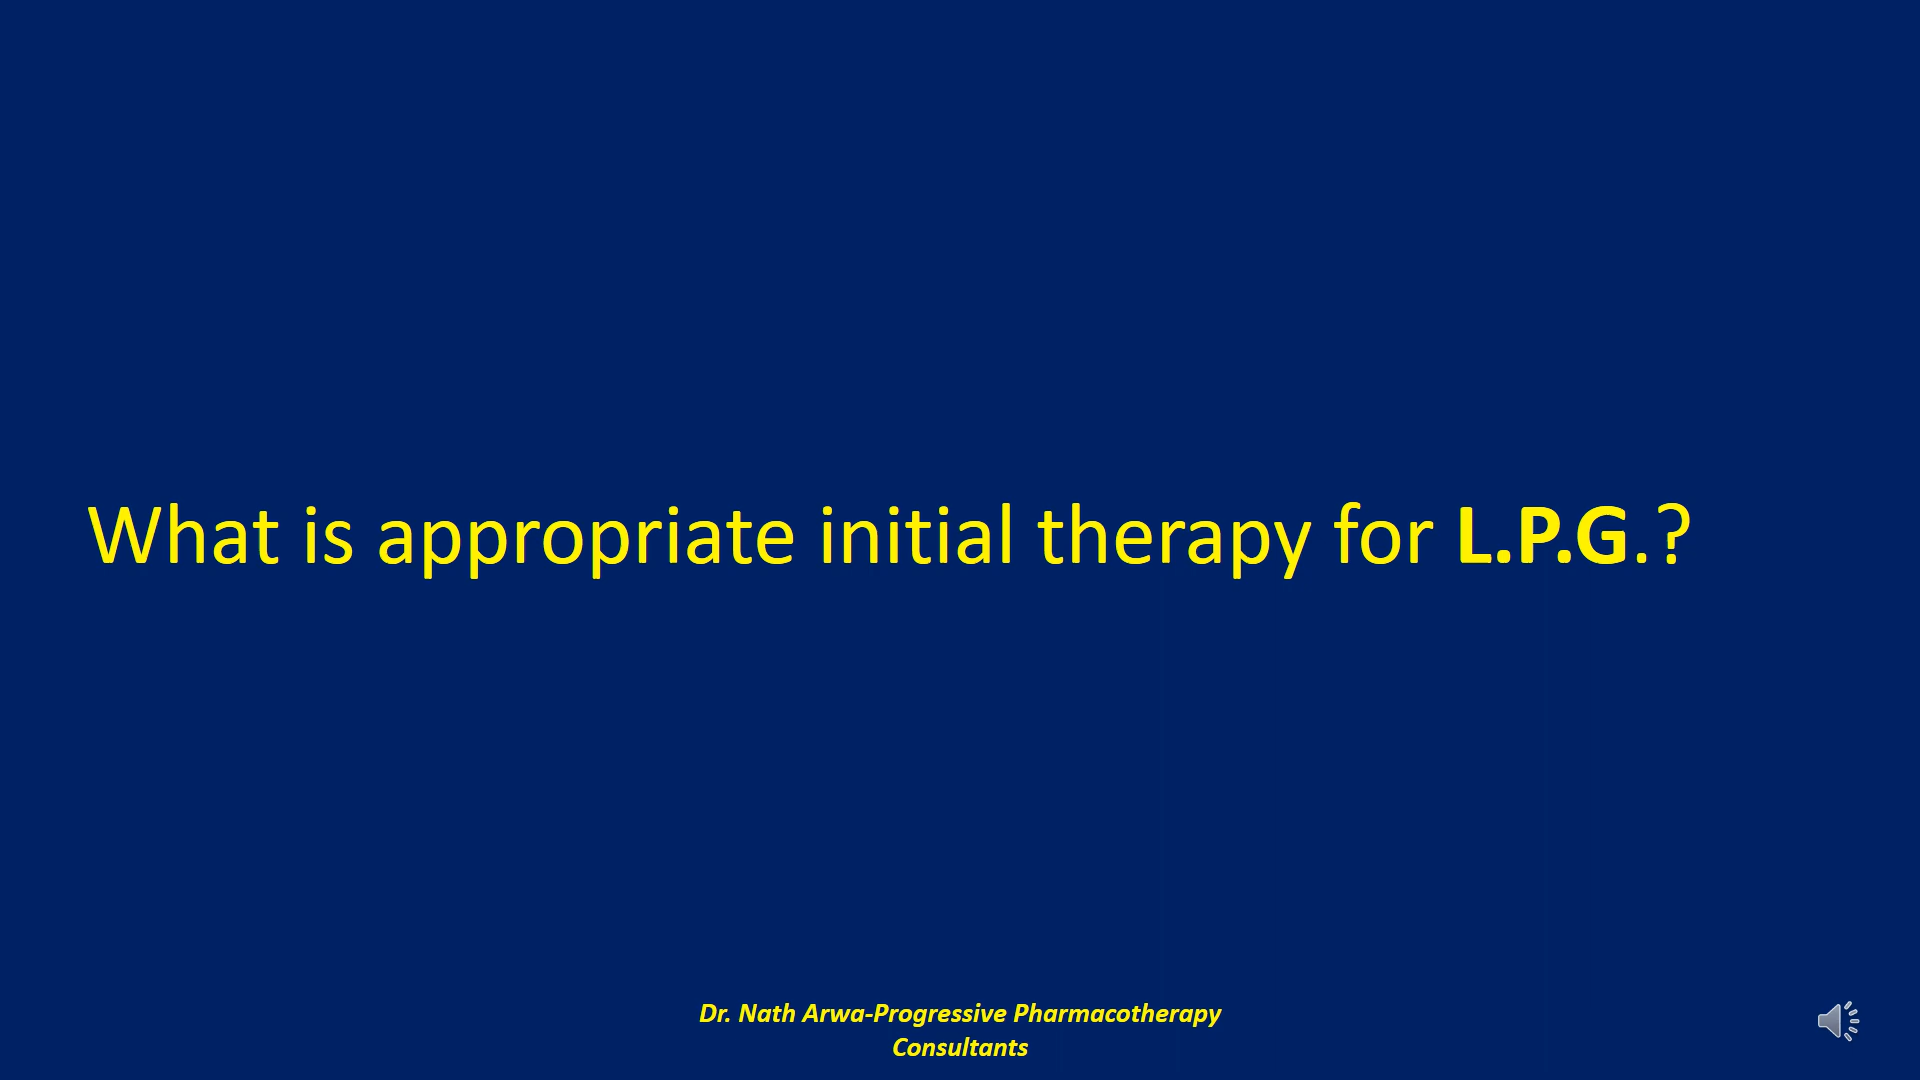 What is appropriate initial therapy for L.P.G.?
Dr. Nath Arwa-Progressive Pharmacotherapy
Consultants